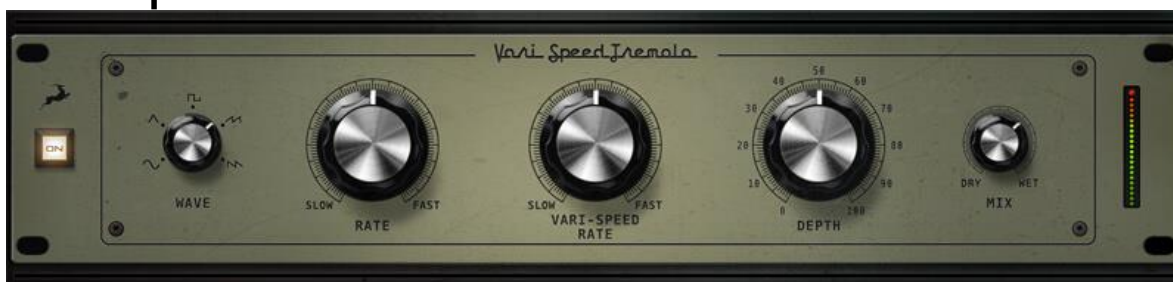 Vari Speed Tremolo
ON
WAVE
SLOW
FAST
RATE
SLOW
FAST
VARI-SPEED
RATE
0
10
20
30
40
50
60
70
80
90
100
DEPTH
DRY
WET
MIX